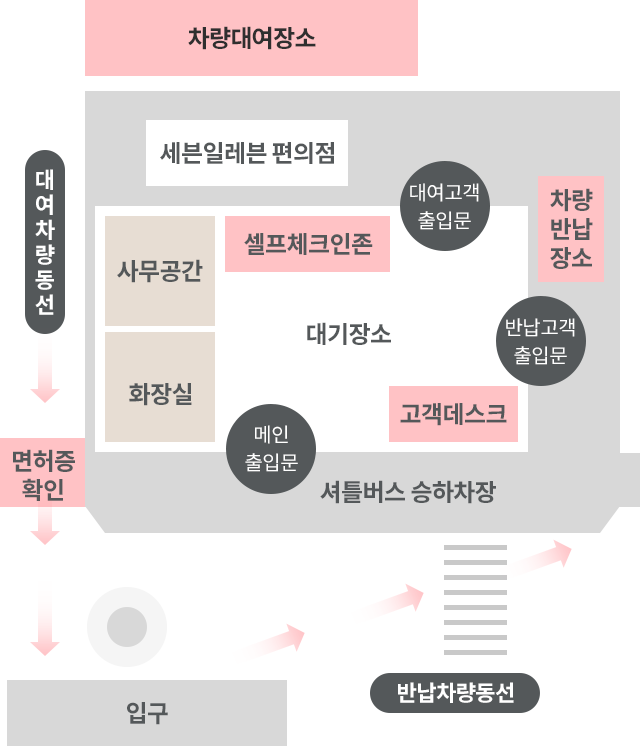 차량대여장소
세븐일레븐 편의점
대여고객
출입문
차량
반납
장소
대여차량동선
사무공간
셀프체크인존
대기장소
반납고객
출입문
화장실
고객데스크
메인
출입문
면허증
확인
셔틀버스 승하차장
반납차량동선
입구